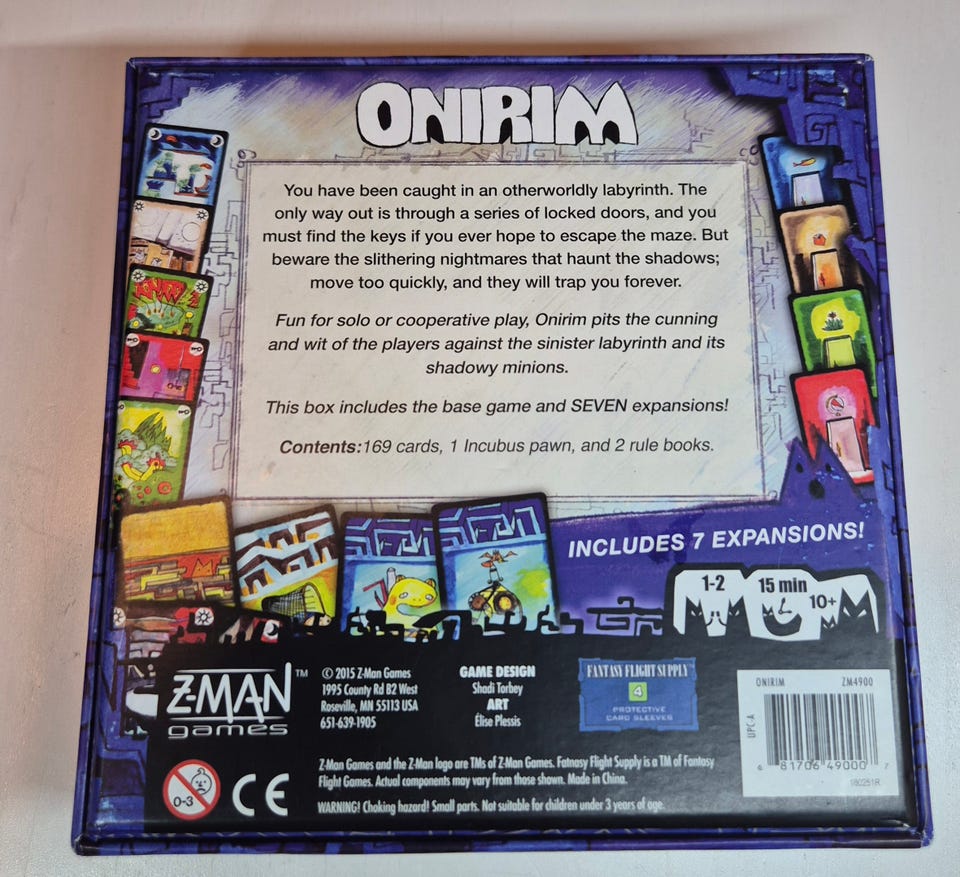 ONIRIM
You have been caught in an otherworldly labyrinth. The
only way out is through a series of locked doors, and you
must find the keys if you ever hope to escape the maze. But
beware the slithering nightmares that haunt the shadows;
move too quickly, and they will trap you forever.
Fun for solo or cooperative play, Onirim pits the cunning
and wit of the players against the sinister labyrinth and its
shadowy minions.
This box includes the base game and SEVEN expansions!
Contents:169 cards, 1 Incubus pawn, and 2 rule books.
INCLUDES 7 EXPANSIONS!
1-2
15 min
10+
Z-MAN™
games
© 2015 Z-Man Games
1995 County Rd B2 West
Roseville, MN 55113 USA
651-639-1905
GAME DESIGN
Shadi Torbey
ART
Élise Plessis
FANTASY FLIGHT SUPPLY
4
PROTECTIVE
CARD SLEEVES
Z-Man Games and the Z-Man logo are TMs of Z-Man Games. Fatnasy Flight Supply is a TM of Fantasy
Flight Games. Actual components may vary from those shown. Made in China.
WARNING! Choking hazard! Small parts. Not suitable for children under 3 years of age.
0-3
CE
ONIRIM ZM4900
UPC-A
6 81706 49000 7
180251R